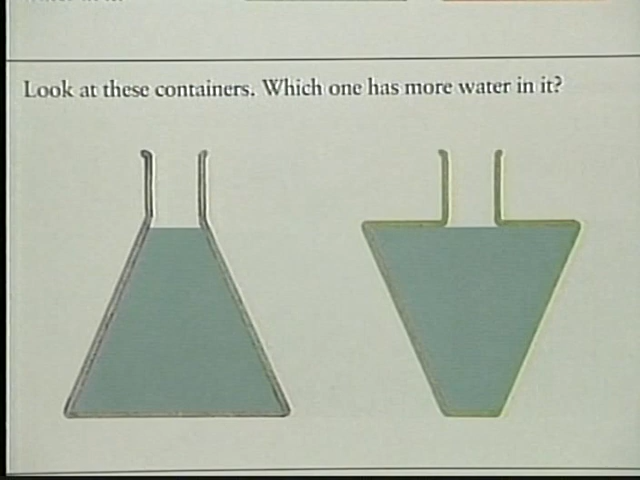 Look at these containers. Which one has more water in it?